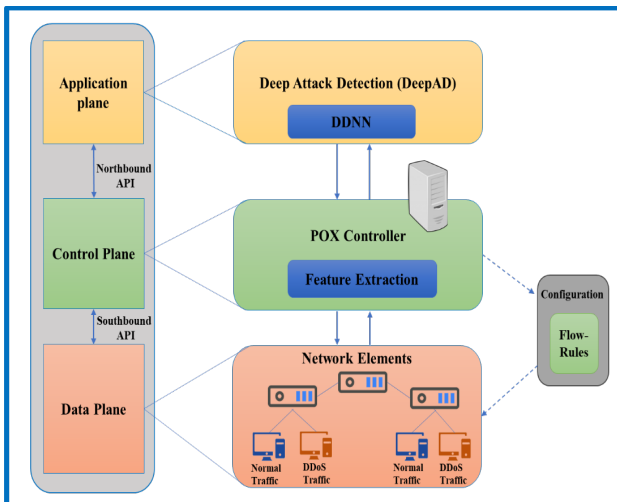 Application
plane
Northbound
API
Control Plane
Southbound
API
Data Plane
Deep Attack Detection (DeepAD)
DDNN
POX Controller
Feature Extraction
Network Elements
Normal
Traffic
DDoS
Traffic
Normal
Traffic
DDoS
Traffic
Configuration
Flow-
Rules